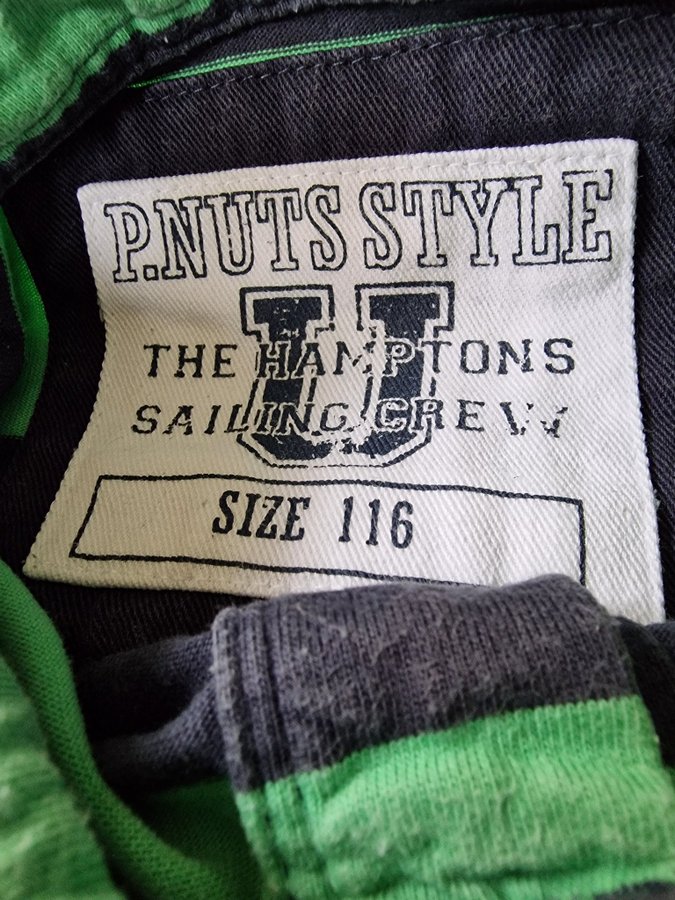 P.NUTS STYLE
U
THE HAMPTONS
SAILING CREW
SIZE 116